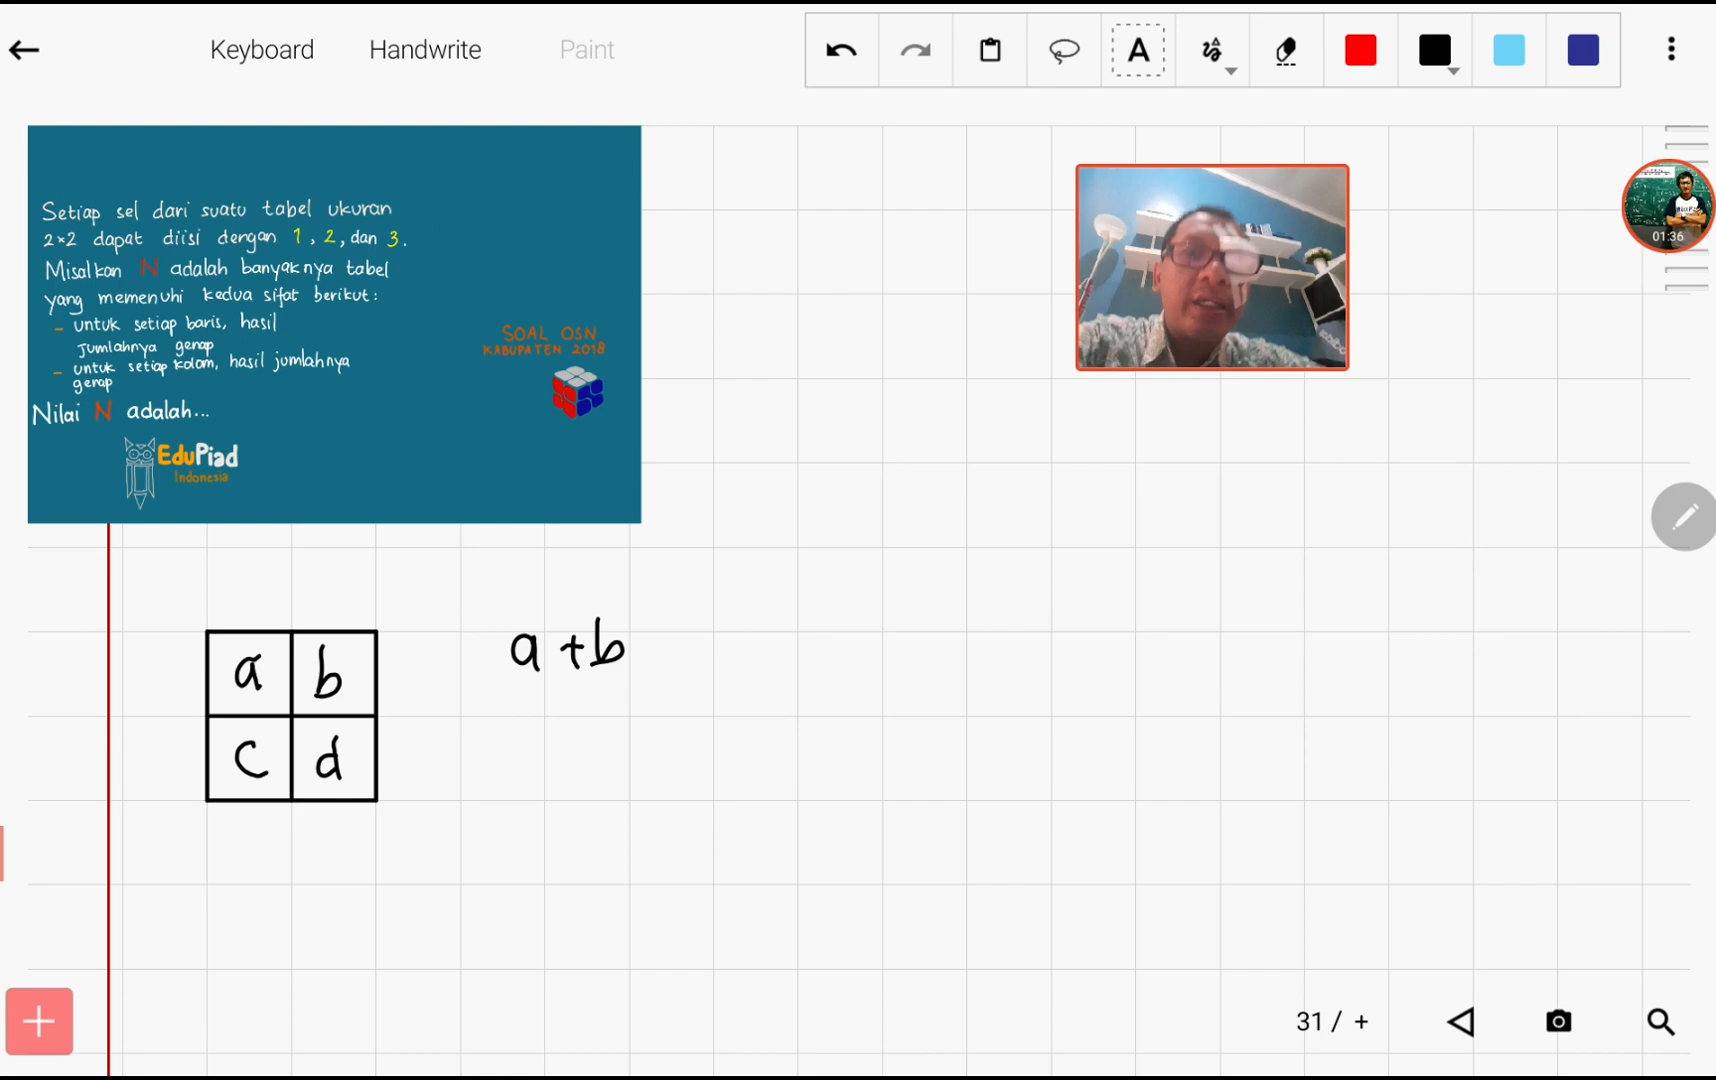 Keyboard Handwrite Paint
A
Setiap sel dari suatu tabel ukuran
2×2 dapat diisi dengan 1, 2, dan 3.
Misalkan N adalah banyaknya tabel
yang memenuhi kedua sifat berikut:
- untuk setiap baris, hasil
jumlahnya genap
- untuk setiap kolom, hasil jumlahnya
genap
Nilai N adalah...
SOAL OSN
KABUPATEN 2018
EduPiad
Indonesia
01:36
a b
c d
a+b
31 / +